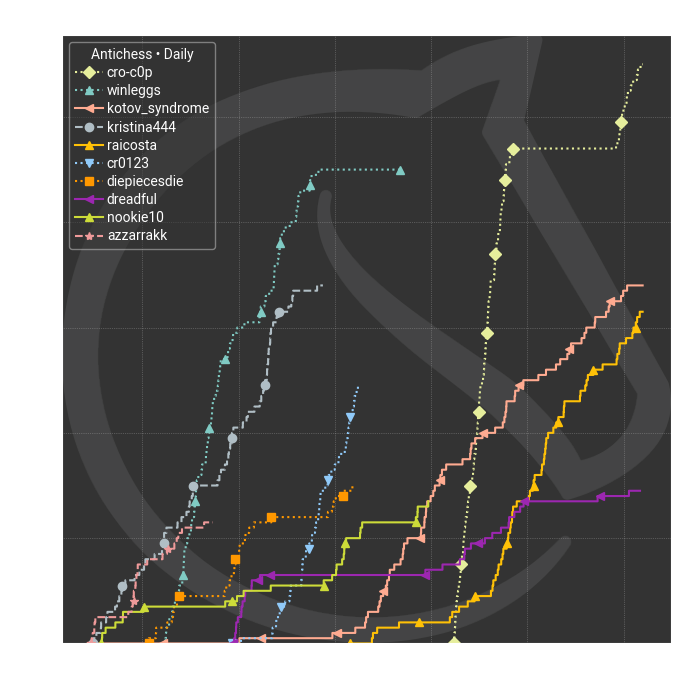 Antichess • Daily
cro-c0p
winleggs
kotov_syndrome
kristina444
raicosta
cr0123
diepiecesdie
dreadful
nookie10
azzarrakk